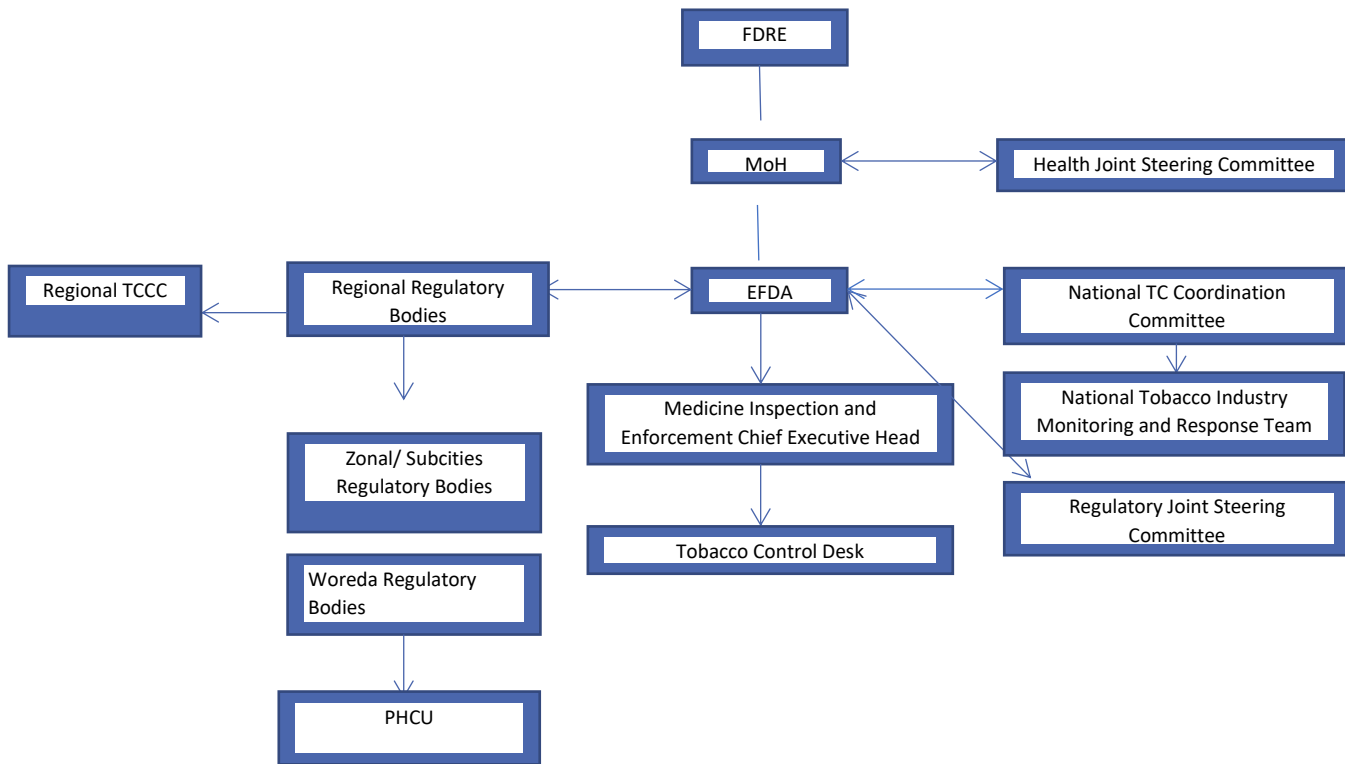 FDRE
MoH
Health Joint Steering Committee
Regional TCCC
Regional Regulatory
Bodies
EFDA
National TC Coordination
Committee
Medicine Inspection and
Enforcement Chief Executive Head
National Tobacco Industry
Monitoring and Response Team
Zonal/ Subcities
Regulatory Bodies
Regulatory Joint Steering
Committee
Tobacco Control Desk
Woreda Regulatory
Bodies
PHCU